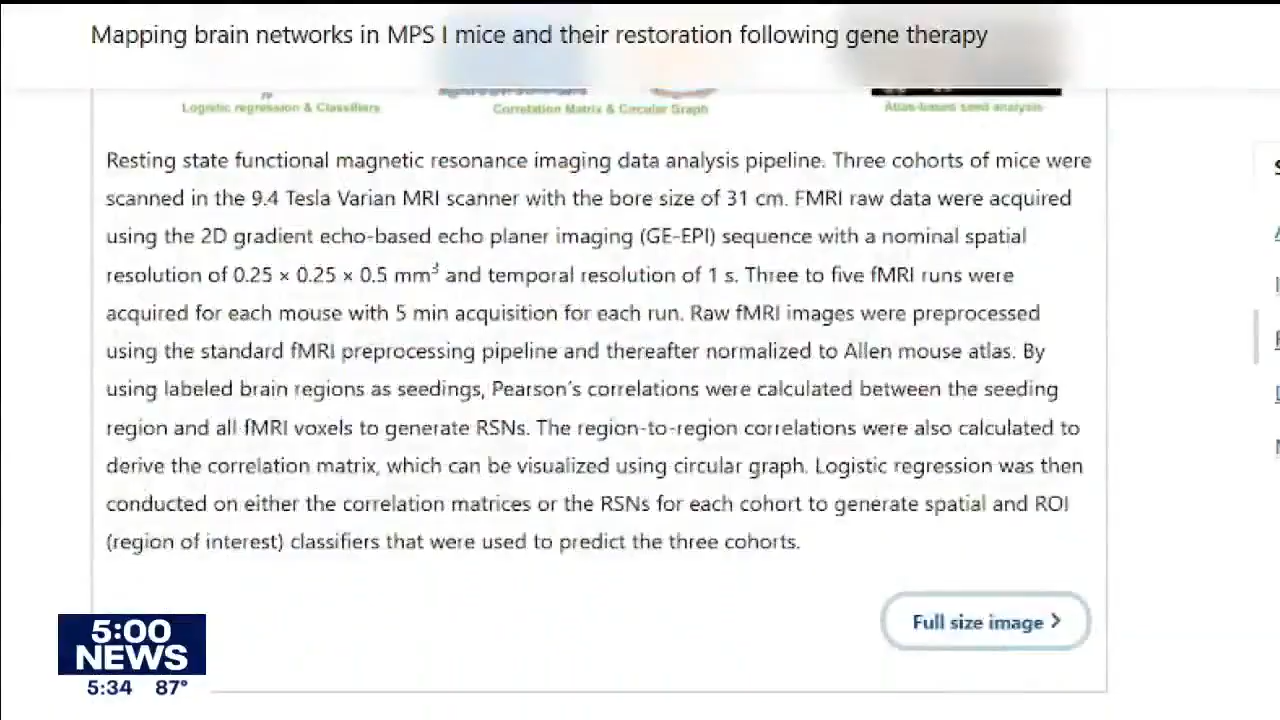 Mapping brain networks in MPS I mice and their restoration following gene therapy
Logistic regression & Classifiers
Correlation Matrix & Circular Graph
Atlas-based seed analysis
Resting state functional magnetic resonance imaging data analysis pipeline. Three cohorts of mice were
scanned in the 9.4 Tesla Varian MRI scanner with the bore size of 31 cm. FMRI raw data were acquired
using the 2D gradient echo-based echo planer imaging (GE-EPI) sequence with a nominal spatial
resolution of 0.25 × 0.25 × 0.5 mm³ and temporal resolution of 1 s. Three to five fMRI runs were
acquired for each mouse with 5 min acquisition for each run. Raw fMRI images were preprocessed
using the standard fMRI preprocessing pipeline and thereafter normalized to Allen mouse atlas. By
using labeled brain regions as seedings, Pearson's correlations were calculated between the seeding
region and all fMRI voxels to generate RSNs. The region-to-region correlations were also calculated to
derive the correlation matrix, which can be visualized using circular graph. Logistic regression was then
conducted on either the correlation matrices or the RSNs for each cohort to generate spatial and ROI
(region of interest) classifiers that were used to predict the three cohorts.
Full size image >
5:00
NEWS
5:34 87°